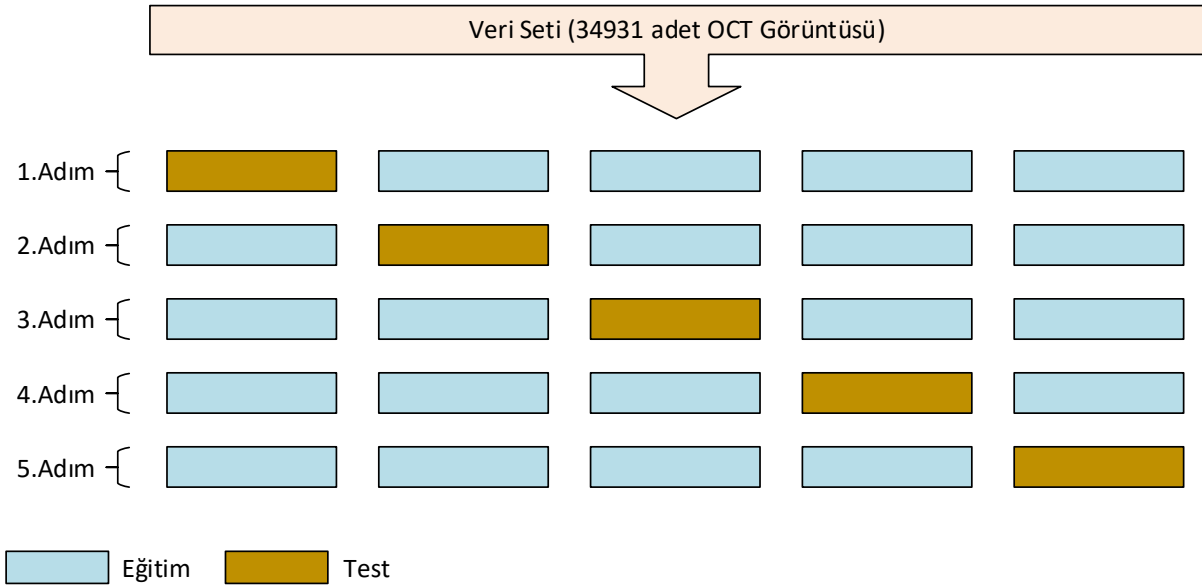 Veri Seti (34931 adet OCT Görüntüsü)
1.Adım
2.Adım
3.Adım
4.Adım
5.Adım
Eğitim
Test